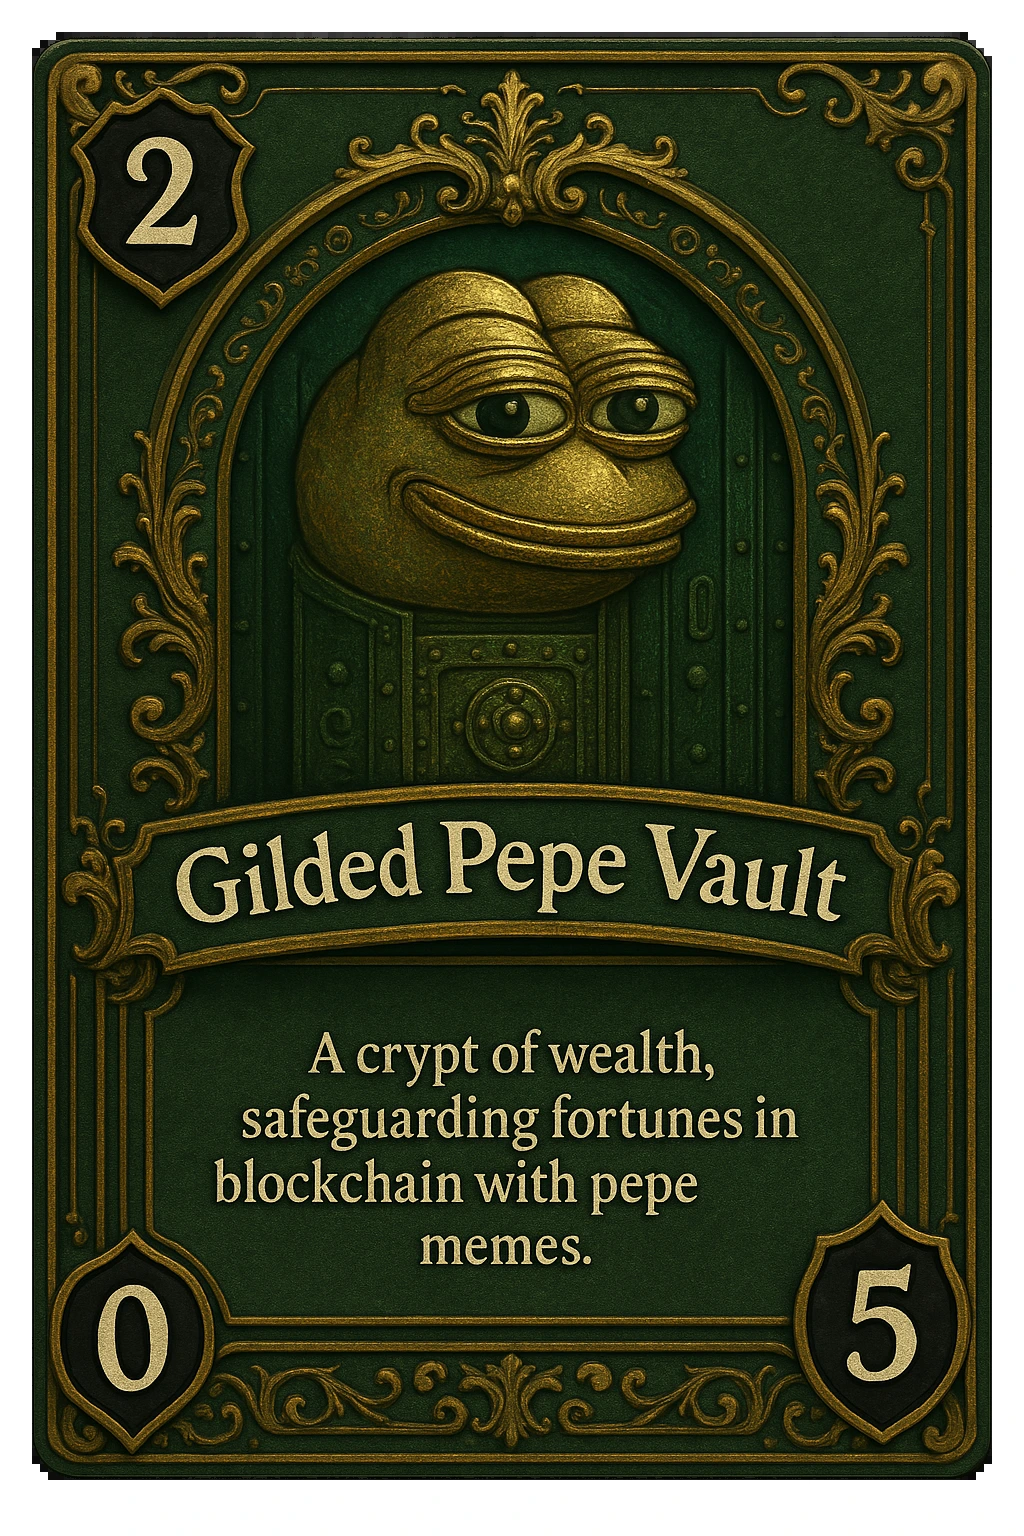 2
Gilded Pepe Vault
A crypt of wealth,
safeguarding fortunes in
blockchain with pepe
memes.
0
5